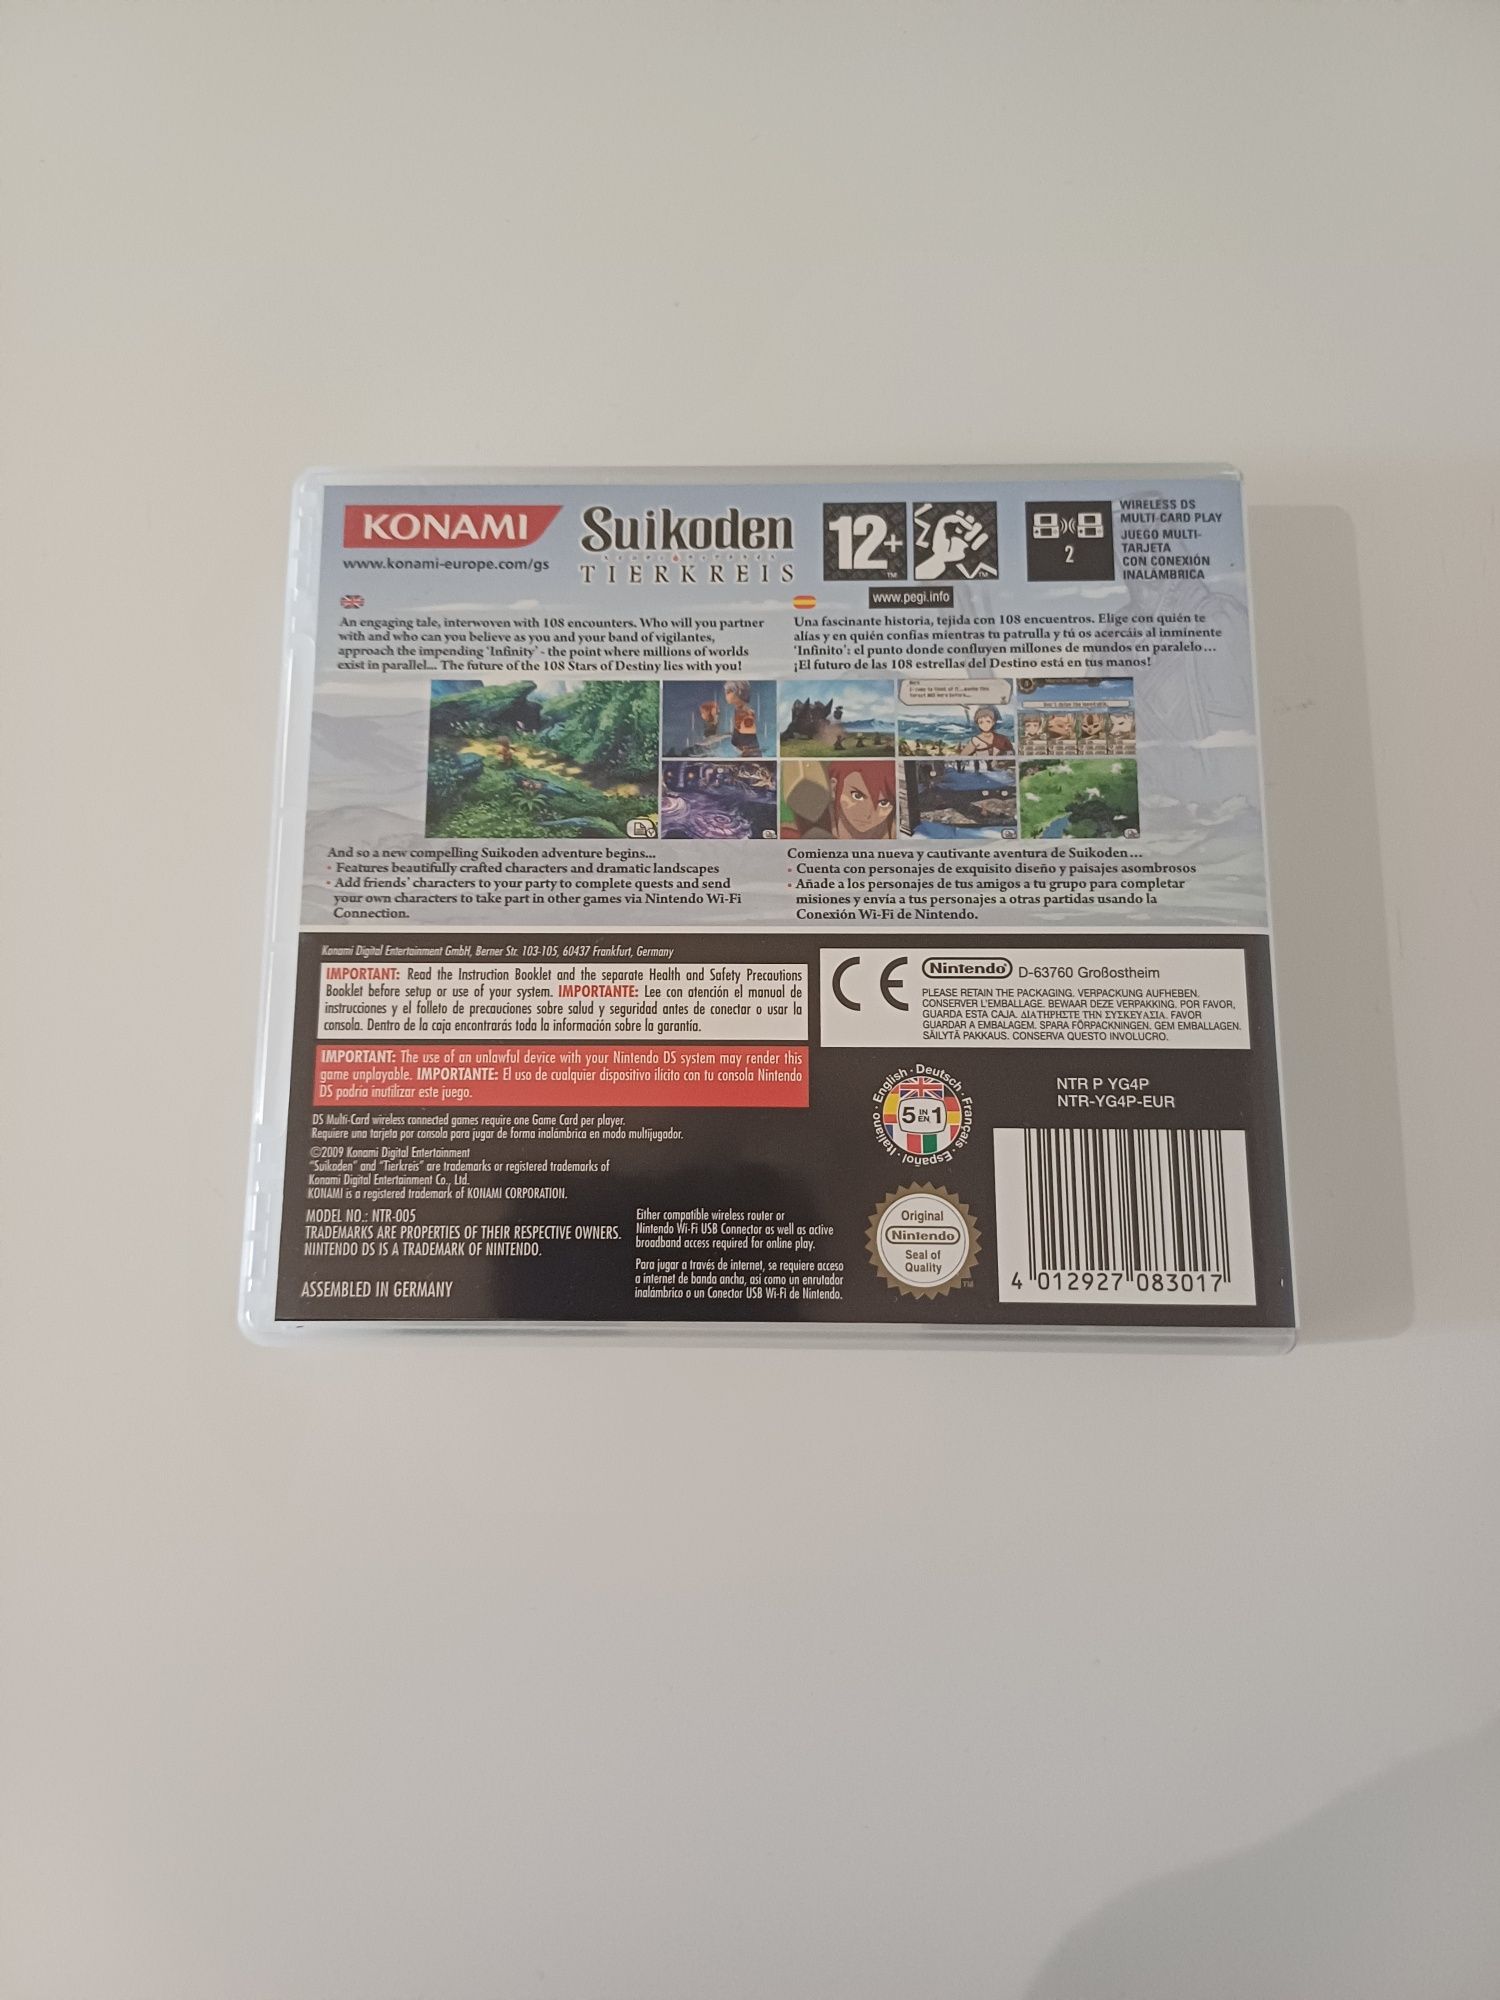 KONAMI
www.konami-europe.com/gs
Suikoden
TIERKREIS
12+
www.pegi.info
2
WIRELESS DS
MULTI-CARD PLAY
JUEGO MULTI-
TARJETA
CON CONEXIÓN
INALÁMBRICA
An engaging tale, interwoven with 108 encounters. Who will you partner
with and who can you believe as you and your band of vigilantes,
approach the impending 'Infinity' - the point where millions of worlds
exist in parallel... The future of the 108 Stars of Destiny lies with you!
Una fascinante historia, tejida con 108 encuentros. Elige con quién te
alías y en quién confias mientras tu patrulla y tú os acercáis al inminente
'Infinito': el punto donde confluyen millones de mundos en paralelo...
¡El futuro de las 108 estrellas del Destino está en tus manos!
And so a new compelling Suikoden adventure begins...
• Features beautifully crafted characters and dramatic landscapes
• Add friends' characters to your party to complete quests and send
your own characters to take part in other games via Nintendo Wi-Fi
Connection.
Comienza una nueva y cautivante aventura de Suikoden...
• Cuenta con personajes de exquisito diseño y paisajes asombrosos
• Añade a los personajes de tus amigos a tu grupo para completar
misiones y envía a tus personajes a otras partidas usando la
Conexión Wi-Fi de Nintendo.
Konami Digital Entertainment GmbH, Berner Str. 103-105, 60437 Frankfurt, Germany
IMPORTANT: Read the Instruction Booklet and the separate Health and Safety Precautions
Booklet before setup or use of your system. IMPORTANTE: Lee con atención el manual de
instrucciones y el folleto de precauciones sobre salud y seguridad antes de conectar o usar la
consola. Dentro de la caja encontrarás toda la información sobre la garantía.
IMPORTANT: The use of an unlawful device with your Nintendo DS system may render this
game unplayable. IMPORTANTE: El uso de cualquier dispositivo ilícito con tu consola Nintendo
DS podría inutilizar este juego.
DS Multi-Card wireless connected games require one Game Card per player.
Requiere una tarjeta por consola para jugar de forma inalámbrica en modo multijugador.
©2009 Konami Digital Entertainment
"Suikoden" and "Tierkreis" are trademarks or registered trademarks of
Konami Digital Entertainment Co., Ltd.
KONAMI is a registered trademark of KONAMI CORPORATION.
MODEL NO.: NTR-005
TRADEMARKS ARE PROPERTIES OF THEIR RESPECTIVE OWNERS.
NINTENDO DS IS A TRADEMARK OF NINTENDO.
ASSEMBLED IN GERMANY
Either compatible wireless router or
Nintendo Wi-Fi USB Connector as well as active
broadband access required for online play.
Para jugar a través de internet, se requiere acceso
a internet de banda ancha, así como un enrutador
inalámbrico o un Conector USB Wi-Fi de Nintendo.
CE
Nintendo D-63760 Großostheim
PLEASE RETAIN THE PACKAGING. VERPACKUNG AUFHEBEN.
CONSERVER L'EMBALLAGE. BEWAAR DEZE VERPAKKING. POR FAVOR,
GUARDA ESTA CAJA. ΔΙΑΤΗΡΗΣΤΕ ΤΗΝ ΣΥΣΚΕΥΑΣΙΑ. FAVOR
GUARDAR A EMBALAGEM. SPARA FÖRPACKNINGEN. GEM EMBALLAGEN.
SÄILYTÄ PAKKAUS. CONSERVA QUESTO INVOLUCRO.
English · Deutsch · Français · Español · Italiano ·
5 IN EN 1
NTR P YG4P
NTR-YG4P-EUR
Original
Nintendo
Seal of
Quality
TM
4 012927 083017